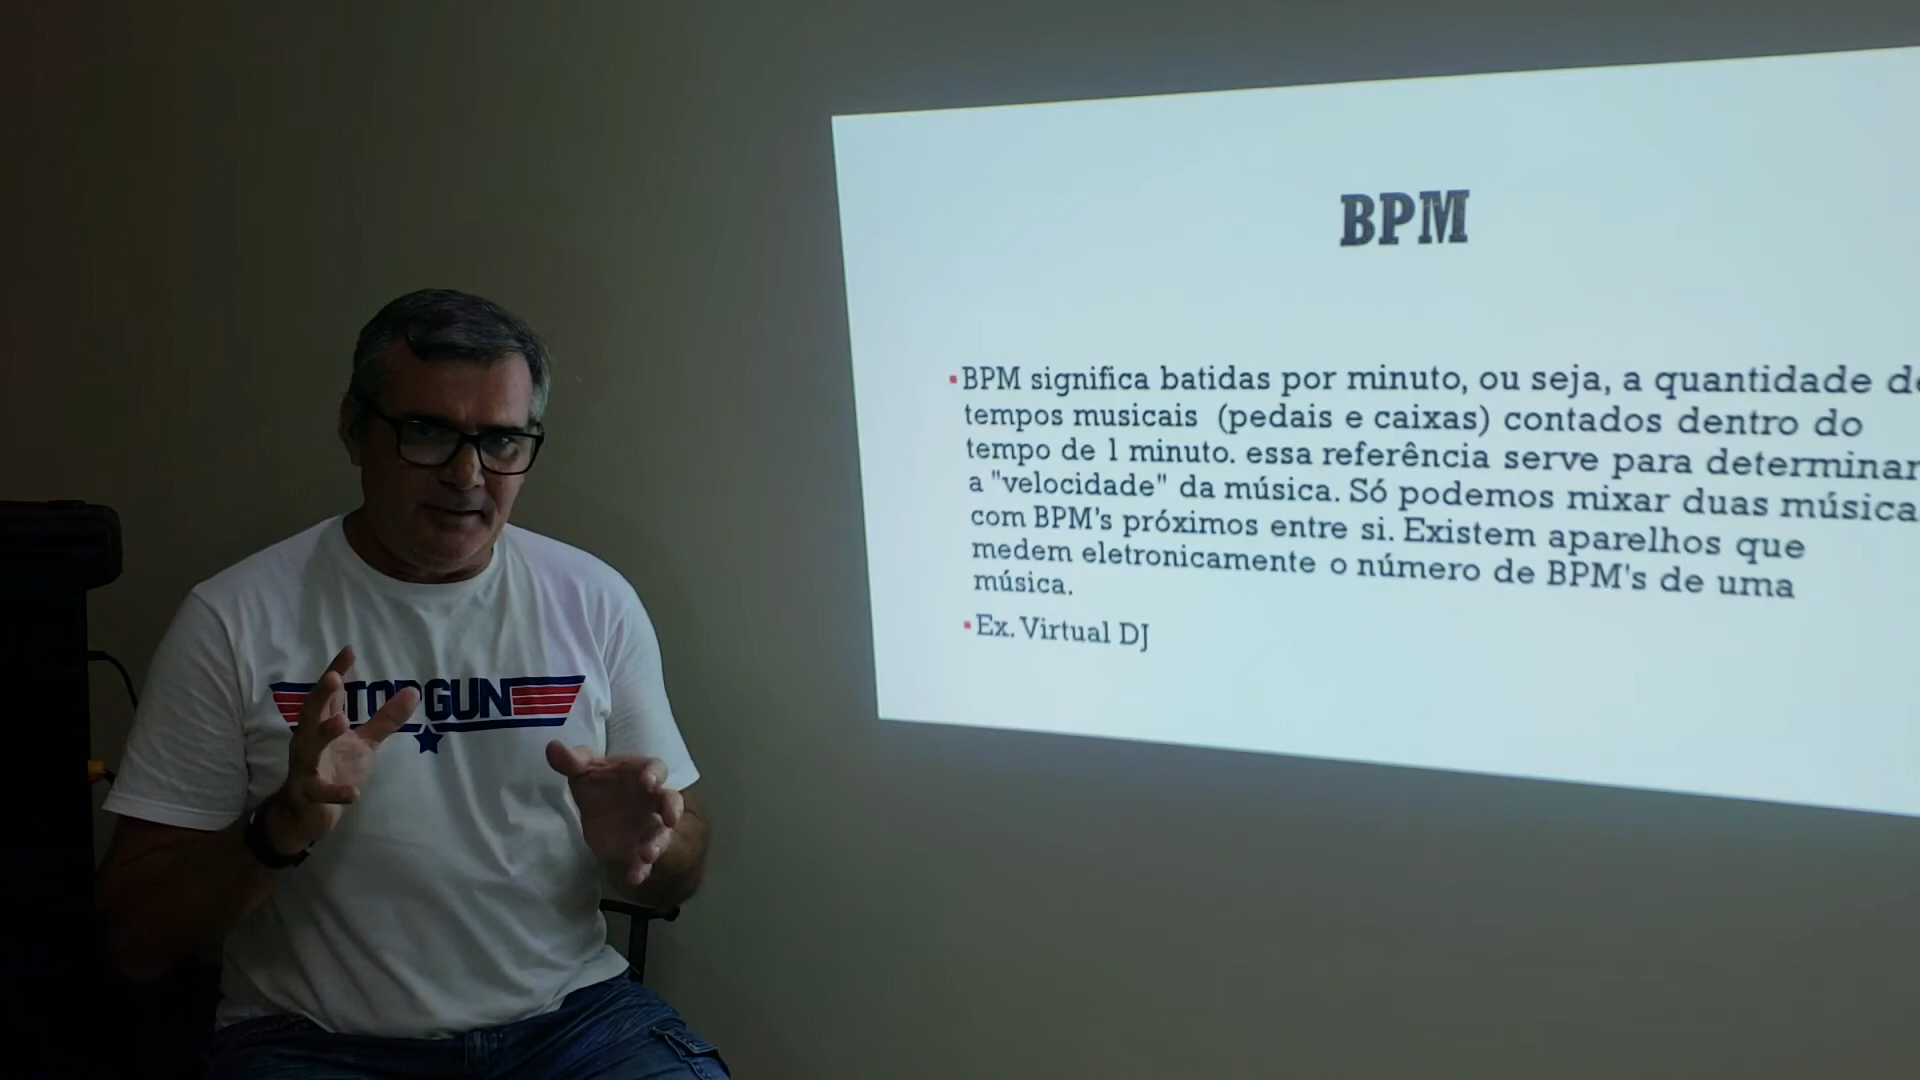 BPM
BPM significa batidas por minuto, ou seja, a quantidade de
tempos musicais (pedais e caixas) contados dentro do
tempo de 1 minuto. essa referência serve para determinar
a "velocidade" da música. Só podemos mixar duas música
com BPM's próximos entre si. Existem aparelhos que
medem eletronicamente o número de BPM's de uma
música.
Ex. Virtual DJ
TOPGUN